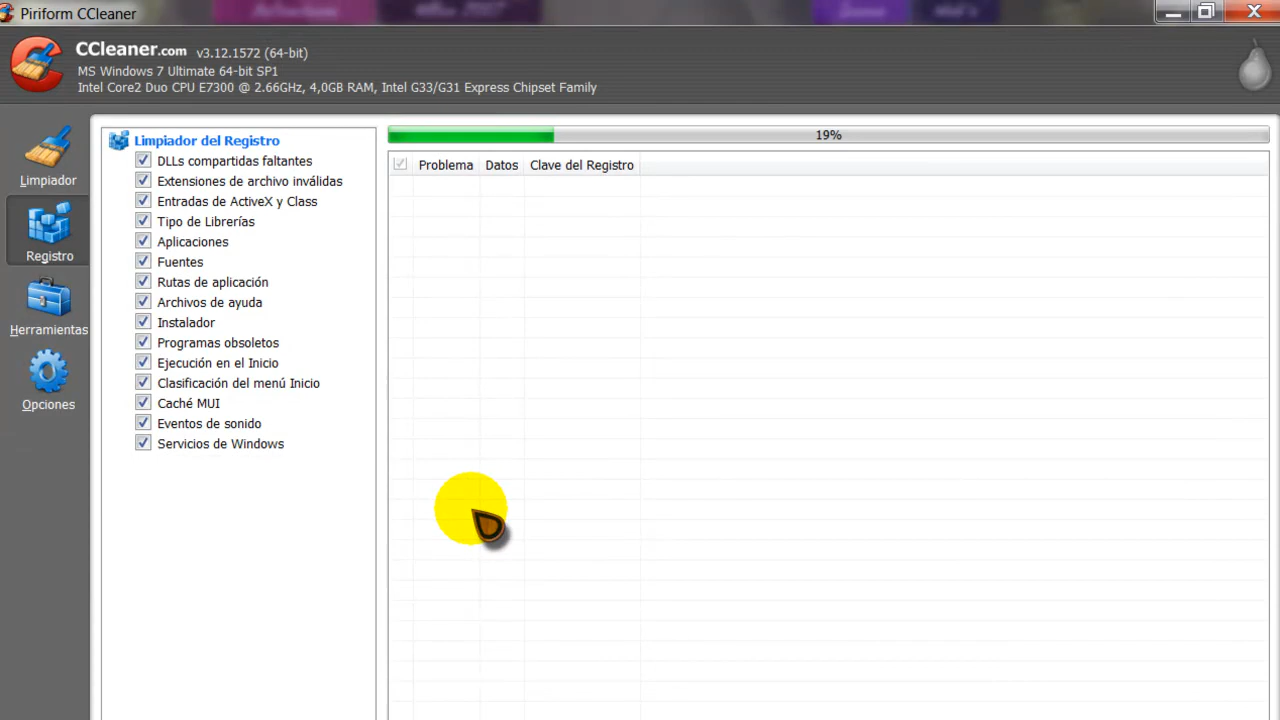 Piriform CCleaner
CCleaner.com v3.12.1572 (64-bit)
MS Windows 7 Ultimate 64-bit SP1
Intel Core2 Duo CPU E7300 @ 2.66GHz, 4,0GB RAM, Intel G33/G31 Express Chipset Family
Limpiador
Registro
Herramientas
Opciones
Limpiador del Registro
DLLs compartidas faltantes
Extensiones de archivo inválidas
Entradas de ActiveX y Class
Tipo de Librerías
Aplicaciones
Fuentes
Rutas de aplicación
Archivos de ayuda
Instalador
Programas obsoletos
Ejecución en el Inicio
Clasificación del menú Inicio
Caché MUI
Eventos de sonido
Servicios de Windows
19%
Problema Datos Clave del Registro